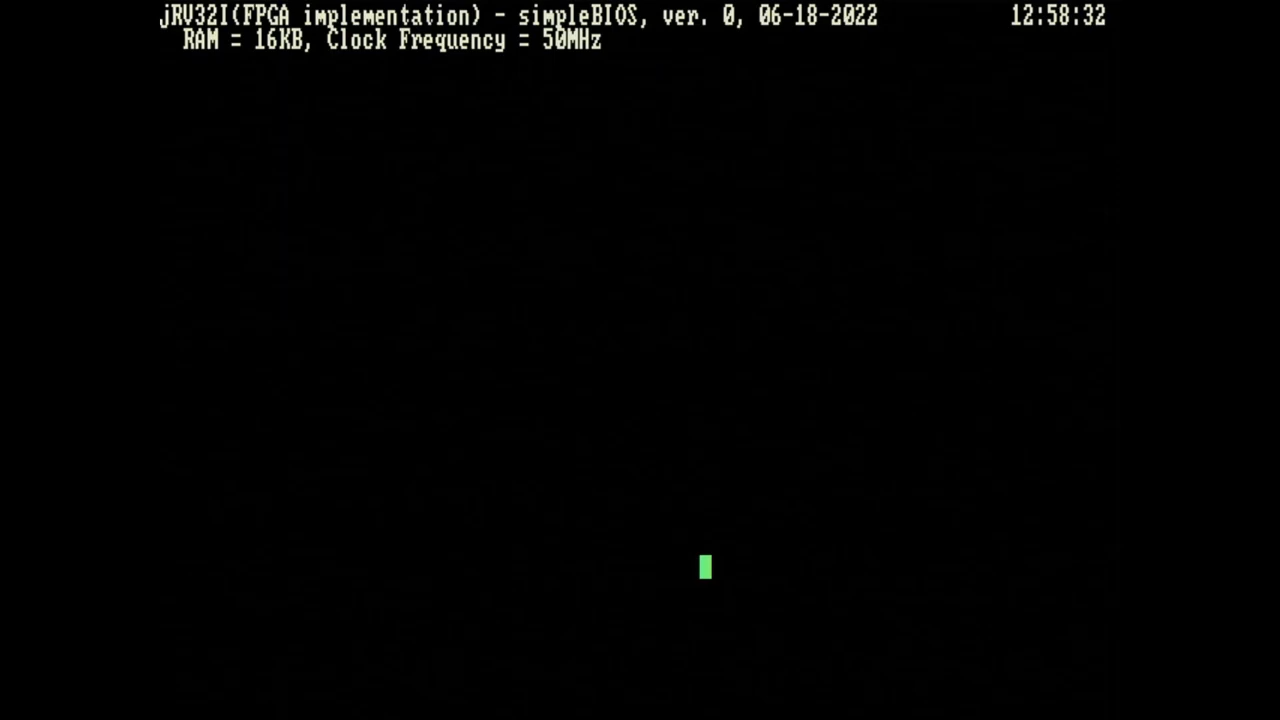 jRV32I(FPGA implementation) - simpleBIOS, ver. 0, 06-18-2022 12:58:32
RAM = 16KB, Clock Frequency = 50MHz